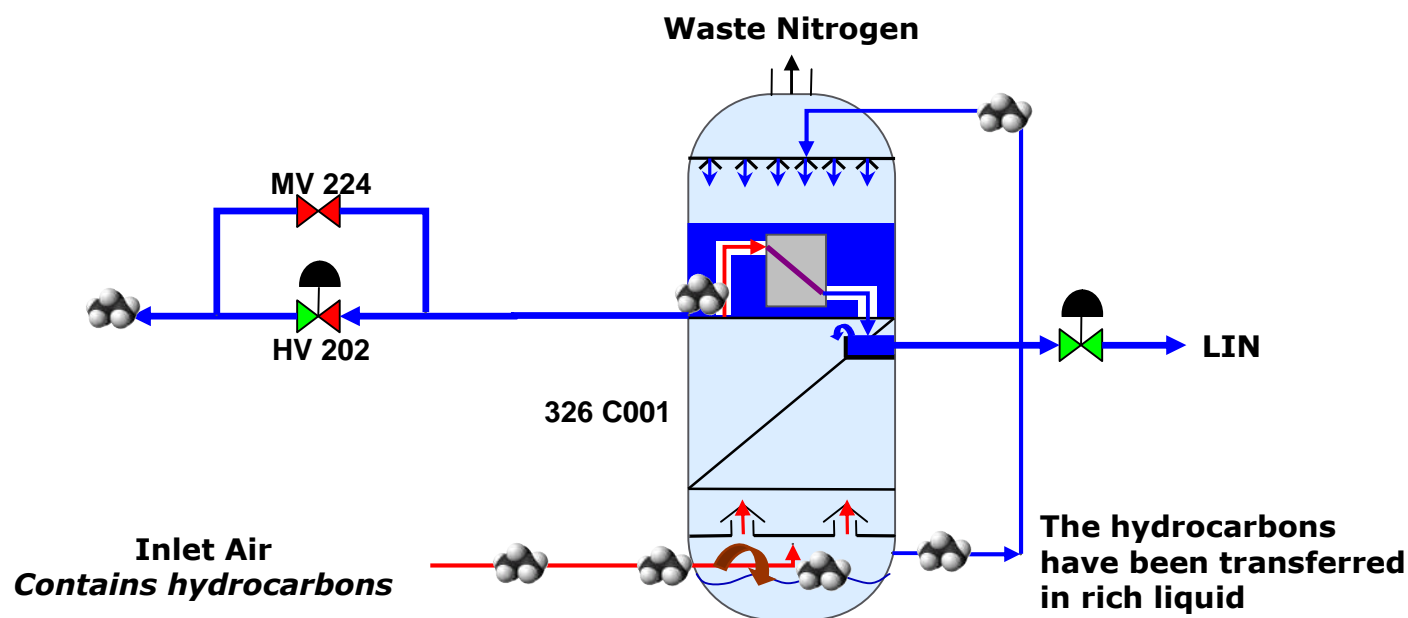 Waste Nitrogen
MV 224
HV 202
LIN
326 C001
Inlet Air
Contains hydrocarbons
The hydrocarbons
have been transferred
in rich liquid